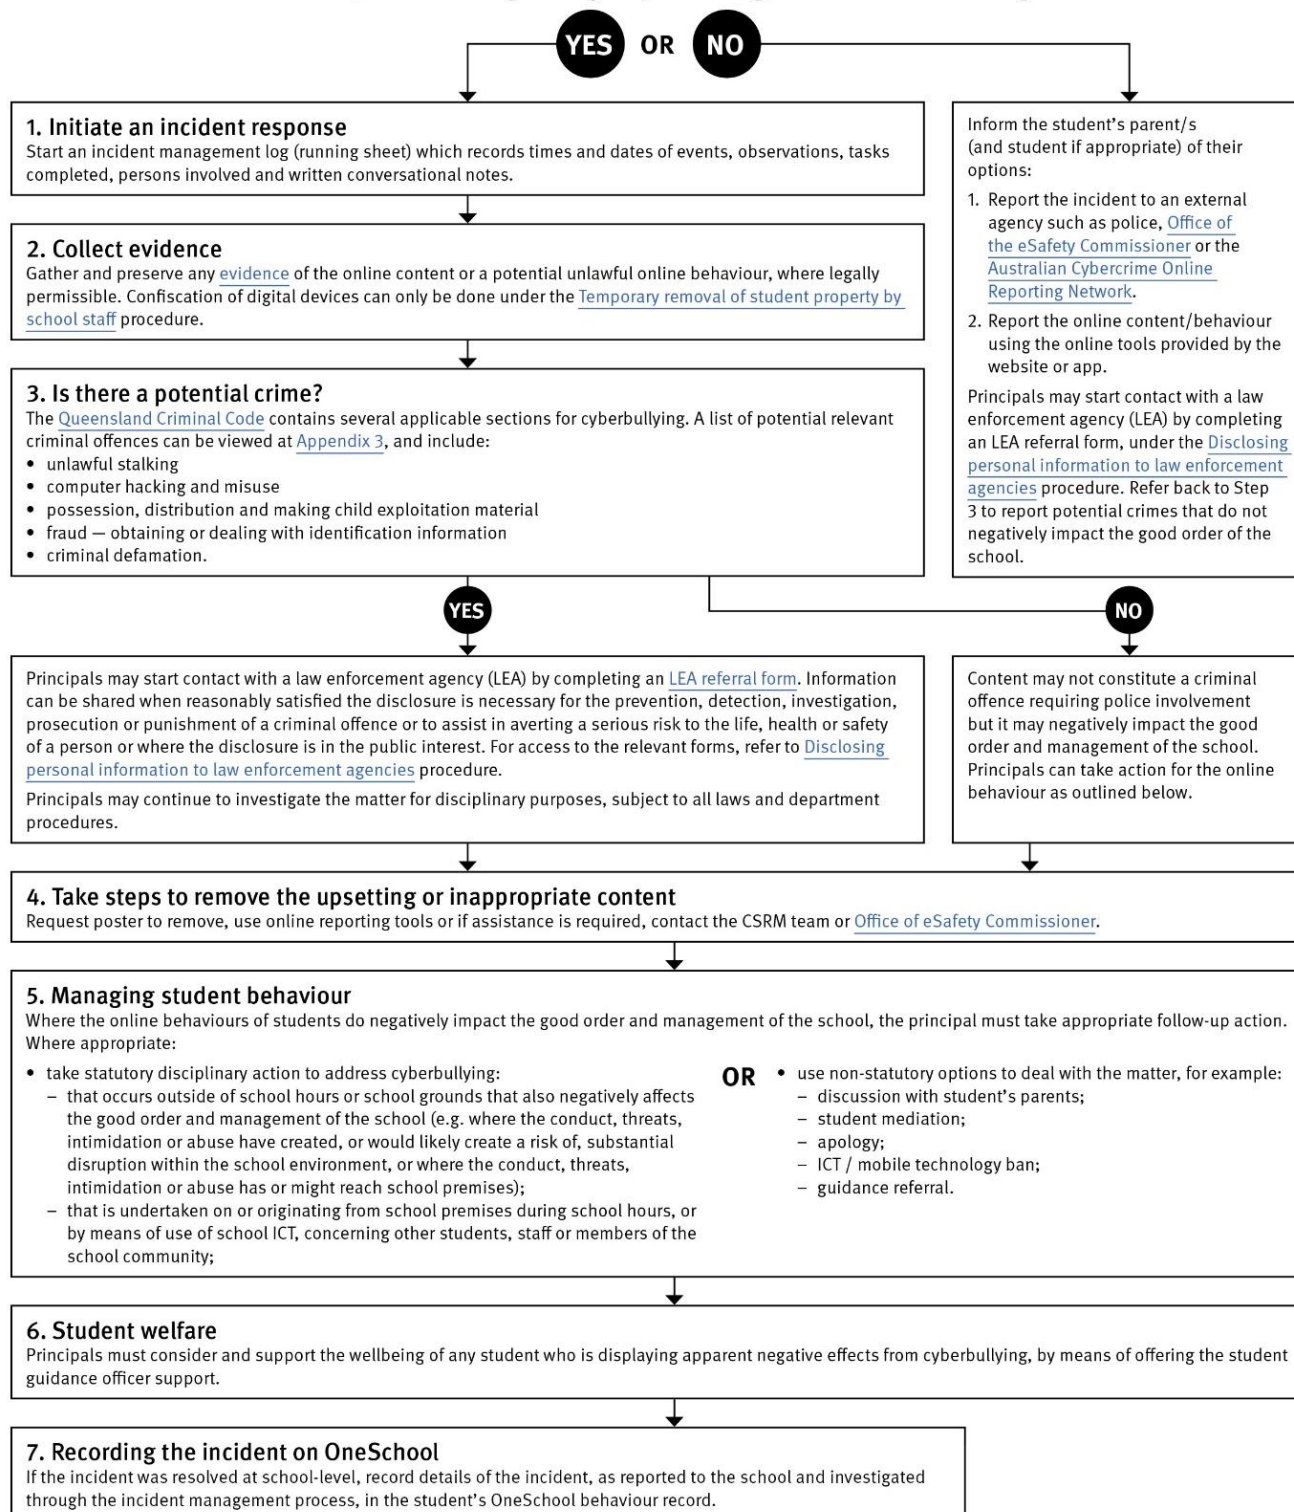 YES OR NO
1. Initiate an incident response
Start an incident management log (running sheet) which records times and dates of events, observations, tasks
completed, persons involved and written conversational notes.
2. Collect evidence
Gather and preserve any evidence of the online content or a potential unlawful online behaviour, where legally
permissible. Confiscation of digital devices can only be done under the Temporary removal of student property by
school staff procedure.
3. Is there a potential crime?
The Queensland Criminal Code contains several applicable sections for cyberbullying. A list of potential relevant
criminal offences can be viewed at Appendix 3, and include:
• unlawful stalking
• computer hacking and misuse
• possession, distribution and making child exploitation material
• fraud — obtaining or dealing with identification information
• criminal defamation.
Inform the student's parent/s
(and student if appropriate) of their
options:
1. Report the incident to an external
agency such as police, Office of
the eSafety Commissioner or the
Australian Cybercrime Online
Reporting Network.
2. Report the online content/behaviour
using the online tools provided by the
website or app.
Principals may start contact with a law
enforcement agency (LEA) by completing
an LEA referral form, under the Disclosing
personal information to law enforcement
agencies procedure. Refer back to Step
3 to report potential crimes that do not
negatively impact the good order of the
school.
YES
NO
Principals may start contact with a law enforcement agency (LEA) by completing an LEA referral form. Information
can be shared when reasonably satisfied the disclosure is necessary for the prevention, detection, investigation,
prosecution or punishment of a criminal offence or to assist in averting a serious risk to the life, health or safety
of a person or where the disclosure is in the public interest. For access to the relevant forms, refer to Disclosing
personal information to law enforcement agencies procedure.
Principals may continue to investigate the matter for disciplinary purposes, subject to all laws and department
procedures.
Content may not constitute a criminal
offence requiring police involvement
but it may negatively impact the good
order and management of the school.
Principals can take action for the online
behaviour as outlined below.
4. Take steps to remove the upsetting or inappropriate content
Request poster to remove, use online reporting tools or if assistance is required, contact the CSRM team or Office of eSafety Commissioner.
5. Managing student behaviour
Where the online behaviours of students do negatively impact the good order and management of the school, the principal must take appropriate follow-up action.
Where appropriate:
• take statutory disciplinary action to address cyberbullying:
– that occurs outside of school hours or school grounds that also negatively affects
the good order and management of the school (e.g. where the conduct, threats,
intimidation or abuse have created, or would likely create a risk of, substantial
disruption within the school environment, or where the conduct, threats,
intimidation or abuse has or might reach school premises);
– that is undertaken on or originating from school premises during school hours, or
by means of use of school ICT, concerning other students, staff or members of the
school community;
OR
• use non-statutory options to deal with the matter, for example:
– discussion with student's parents;
– student mediation;
– apology;
– ICT / mobile technology ban;
– guidance referral.
6. Student welfare
Principals must consider and support the wellbeing of any student who is displaying apparent negative effects from cyberbullying, by means of offering the student
guidance officer support.
7. Recording the incident on OneSchool
If the incident was resolved at school-level, record details of the incident, as reported to the school and investigated
through the incident management process, in the student's OneSchool behaviour record.